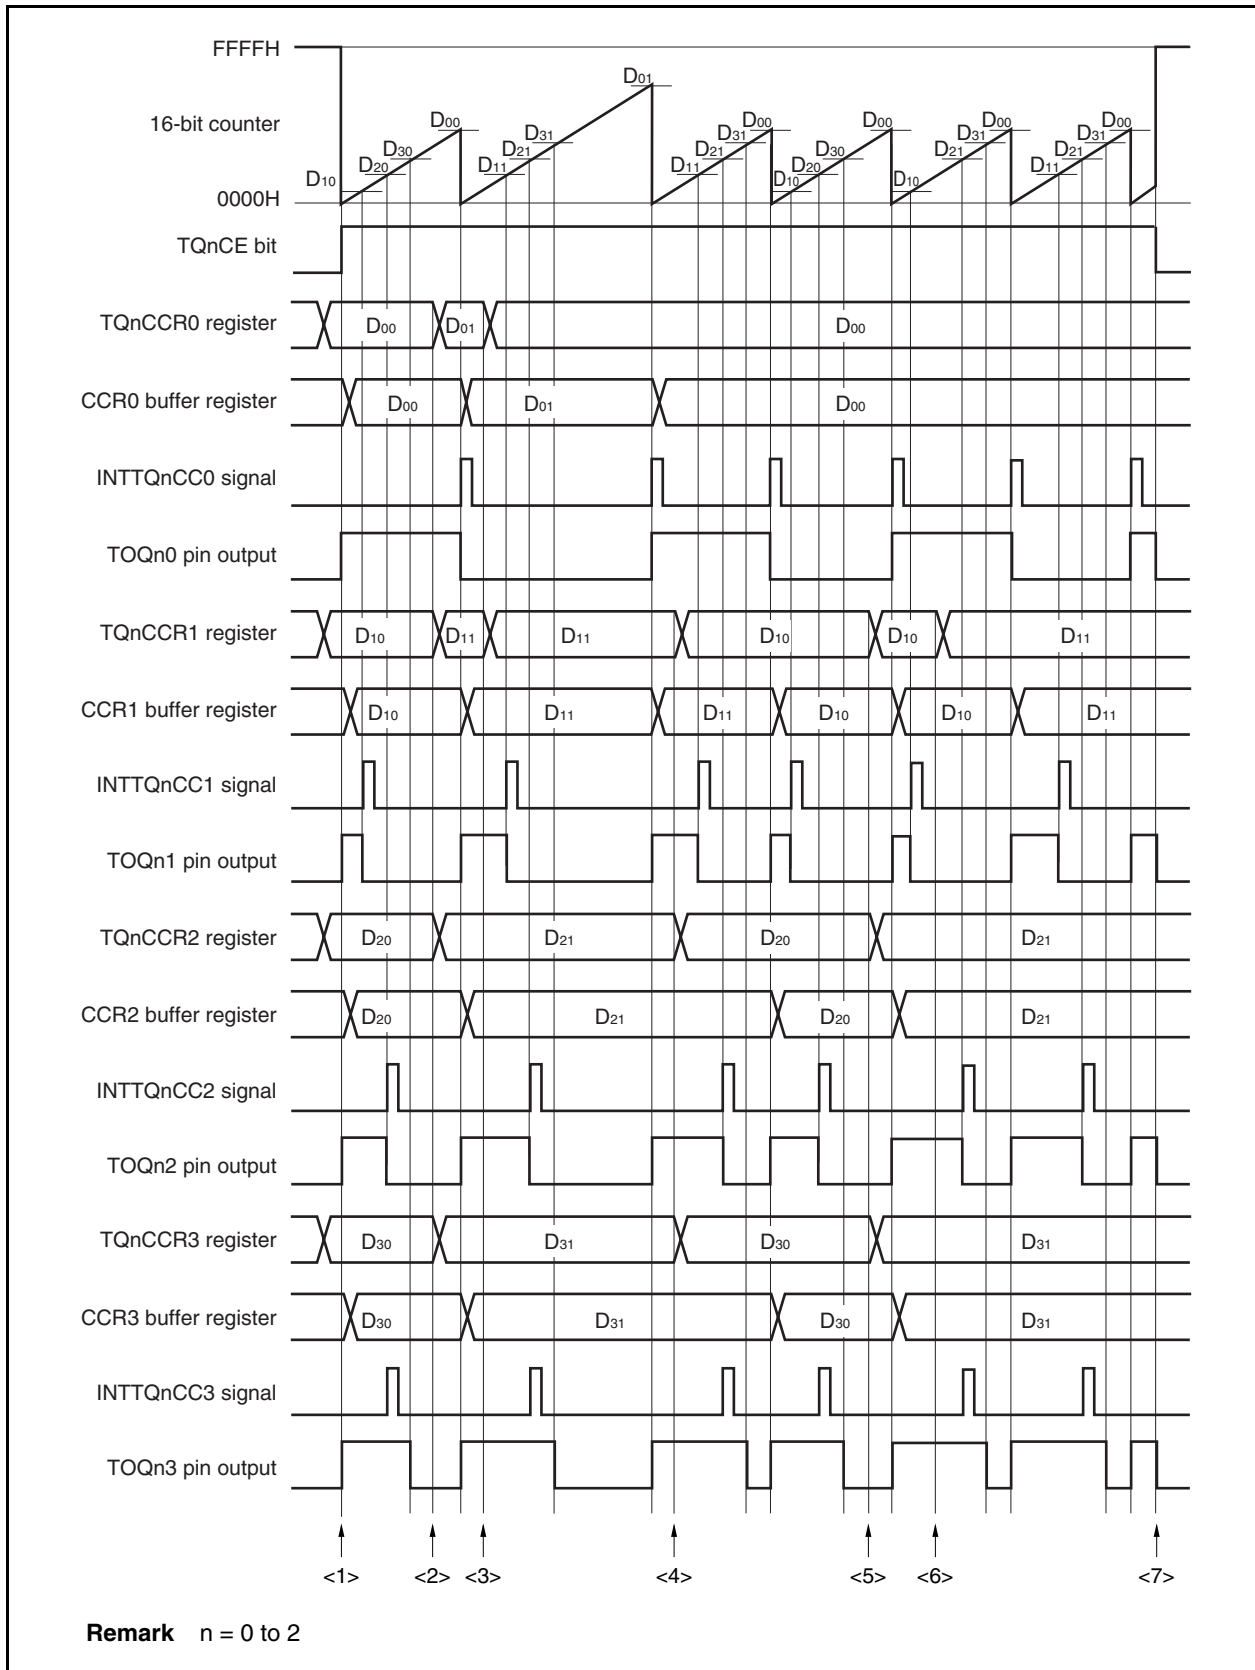 FFFFH
D01
16-bit counter
D00 D31 D00 D00 D00 D00
D30 D21 D31 D30 D31 D31
D20 D11 D21 D20 D21 D21
D10 D11 D10 D10 D11
0000H
TQnCE bit
TQnCCR0 register D00 D01 D00
CCR0 buffer register D00 D01 D00
INTTQnCC0 signal
TOQn0 pin output
TQnCCR1 register D10 D11 D11 D10 D10 D11
CCR1 buffer register D10 D11 D11 D10 D10 D11
INTTQnCC1 signal
TOQn1 pin output
TQnCCR2 register D20 D21 D20 D21
CCR2 buffer register D20 D21 D20 D21
INTTQnCC2 signal
TOQn2 pin output
TQnCCR3 register D30 D31 D30 D31
CCR3 buffer register D30 D31 D30 D31
INTTQnCC3 signal
TOQn3 pin output
<1> <2> <3> <4> <5> <6> <7>
Remark n = 0 to 2